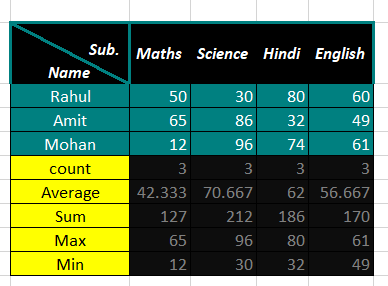 Sub. Maths Science Hindi English
Name
Rahul 50 30 80 60
Amit 65 86 32 49
Mohan 12 96 74 61
count 3 3 3 3
Average 42.333 70.667 62 56.667
Sum 127 212 186 170
Max 65 96 80 61
Min 12 30 32 49